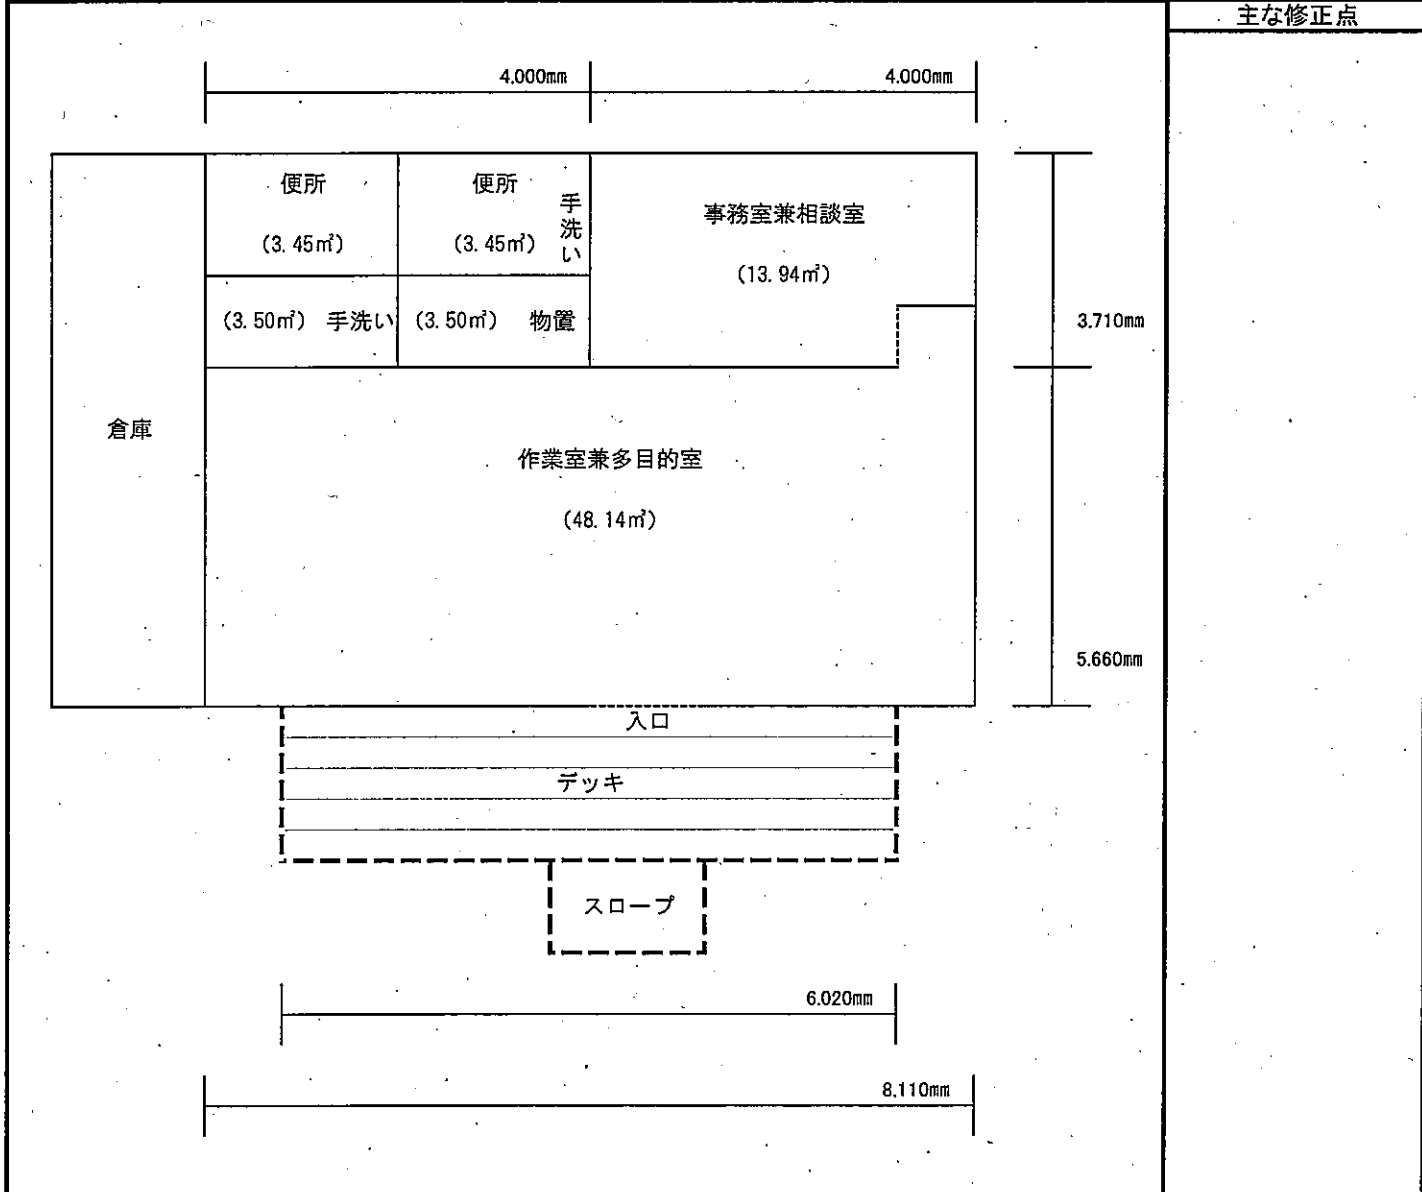 主な修正点
4.000mm
4.000mm
便所
(3.45㎡)
便所
(3.45㎡)
手洗い
事務室兼相談室
(13.94㎡)
(3.50㎡) 手洗い
(3.50㎡) 物置
3.710mm
倉庫
作業室兼多目的室
(48.14㎡)
5.660mm
入口
デッキ
スロープ
6.020mm
8.110mm